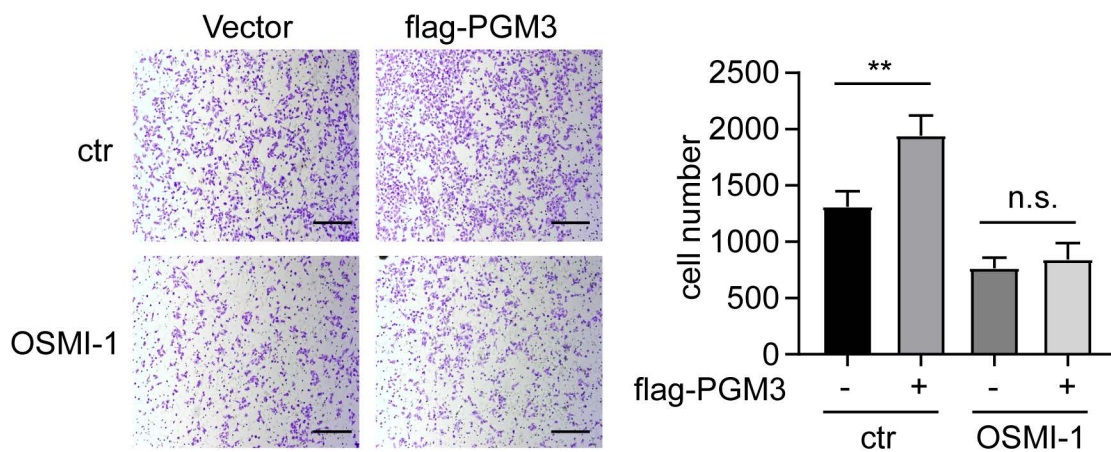 Vector flag-PGM3
ctr
OSMI-1
2500
2000
1500
1000
500
0
cell number
**
n.s.
flag-PGM3 - + - +
ctr OSMI-1